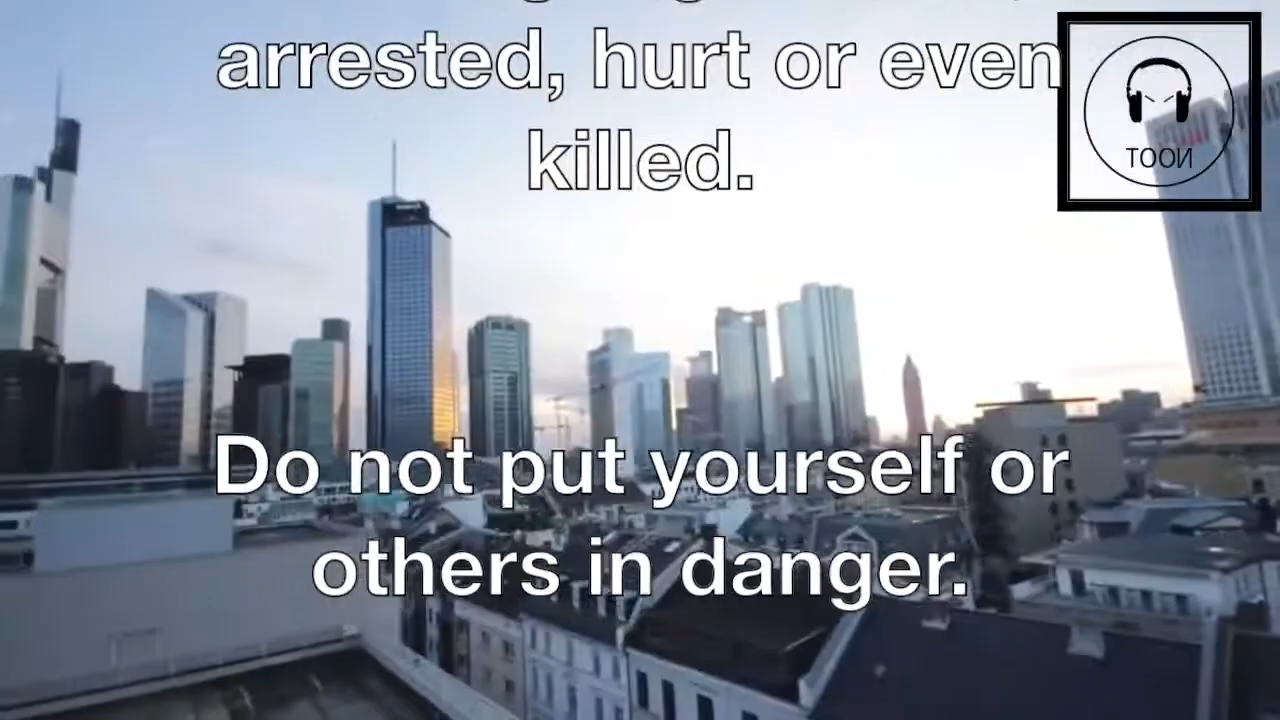 arrested, hurt or even
killed.
TOOИ
Do not put yourself or
others in danger.